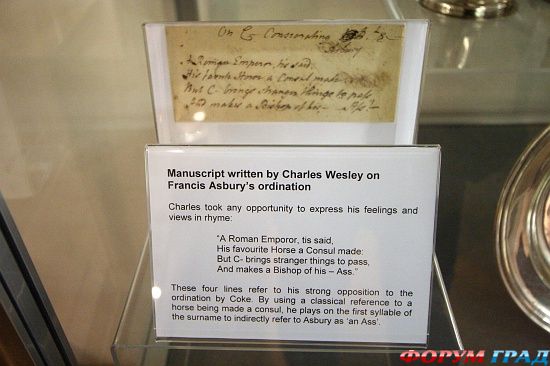 On C- Consecrating
Asbury
A Roman Emperor, tis said,
His favourite Horse a Consul made:
But C- brings stranger things to pass
And makes a Bishop of his –
Manuscript written by Charles Wesley on
Francis Asbury's ordination
Charles took any opportunity to express his feelings and
views in rhyme:
"A Roman Emporor, tis said,
His favourite Horse a Consul made:
But C- brings stranger things to pass,
And makes a Bishop of his – Ass."
These four lines refer to his strong opposition to the
ordination by Coke. By using a classical reference to a
horse being made a consul, he plays on the first syllable of
the surname to indirectly refer to Asbury as 'an Ass'.
ФОРУМ ГРАД